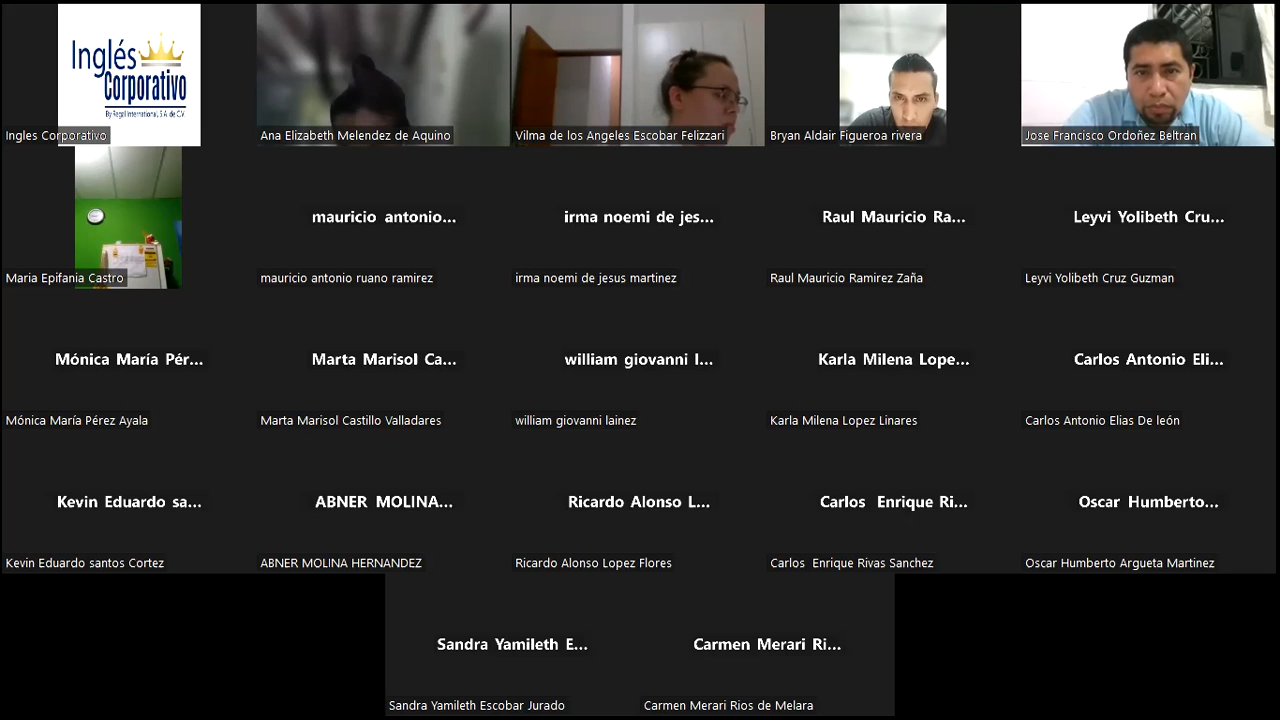 Inglés
Corporativo
By Regal International, S.A. de C.V
Ingles Corporativo
Ana Elizabeth Melendez de Aquino
Vilma de los Angeles Escobar Felizzari
Bryan Aldair Figueroa rivera
Jose Francisco Ordoñez Beltran
mauricio antonio...
irma noemi de jes...
Raul Mauricio Ra...
Leyvi Yolibeth Cru...
Maria Epifania Castro
mauricio antonio ruano ramirez
irma noemi de jesus martinez
Raul Mauricio Ramirez Zaña
Leyvi Yolibeth Cruz Guzman
Mónica María Pér...
Marta Marisol Ca...
william giovanni l...
Karla Milena Lope...
Carlos Antonio Eli...
Mónica María Pérez Ayala
Marta Marisol Castillo Valladares
william giovanni lainez
Karla Milena Lopez Linares
Carlos Antonio Elias De león
Kevin Eduardo sa...
ABNER MOLINA...
Ricardo Alonso L...
Carlos  Enrique Ri...
Oscar Humberto...
Kevin Eduardo santos Cortez
ABNER MOLINA HERNANDEZ
Ricardo Alonso Lopez Flores
Carlos  Enrique Rivas Sanchez
Oscar Humberto Argueta Martinez
Sandra Yamileth E...
Carmen Merari Ri...
Sandra Yamileth Escobar Jurado
Carmen Merari Rios de Melara